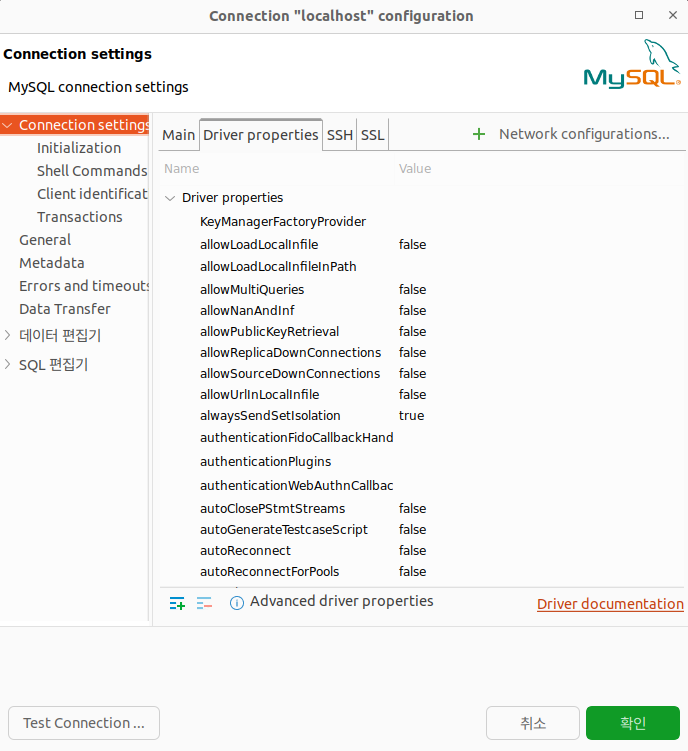 Connection "localhost" configuration
Connection settings
MySQL connection settings
MySQL
Connection settings
Initialization
Shell Commands
Client identificat
Transactions
General
Metadata
Errors and timeouts
Data Transfer
데이터 편집기
SQL 편집기
Main Driver properties SSH SSL Network configurations...
Name Value
Driver properties
KeyManagerFactoryProvider
allowLoadLocalInfile false
allowLoadLocalInfileInPath
allowMultiQueries false
allowNanAndInf false
allowPublicKeyRetrieval false
allowReplicaDownConnections false
allowSourceDownConnections false
allowUrlInLocalInfile false
alwaysSendSetIsolation true
authenticationFidoCallbackHand
authenticationPlugins
authenticationWebAuthnCallbac
autoClosePStmtStreams false
autoGenerateTestcaseScript false
autoReconnect false
autoReconnectForPools false
Advanced driver properties Driver documentation
Test Connection ... 취소 확인